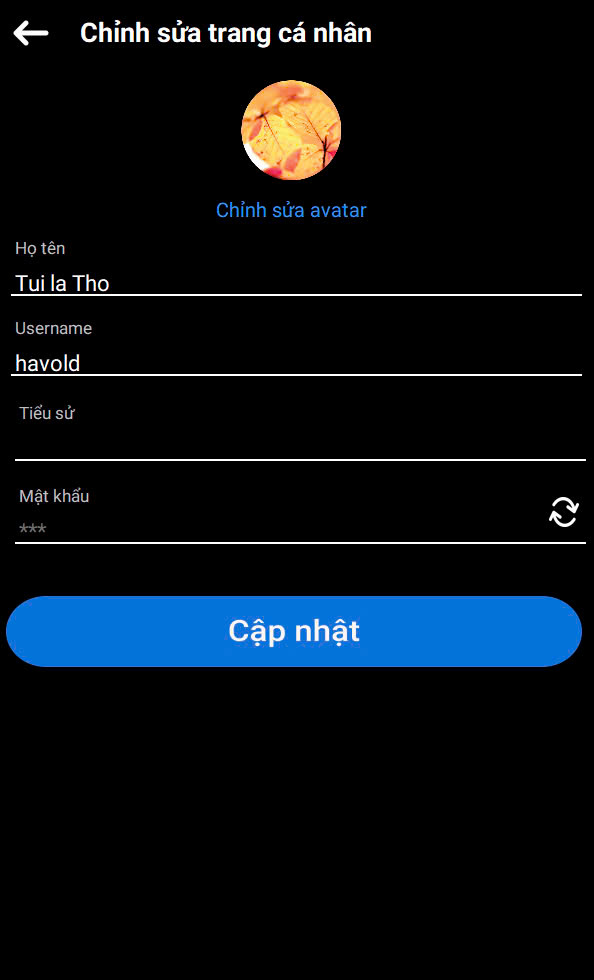 Chỉnh sửa trang cá nhân
Chỉnh sửa avatar
Họ tên
Tui la Tho
Username
havold
Tiểu sử
Mật khẩu
***
Cập nhật